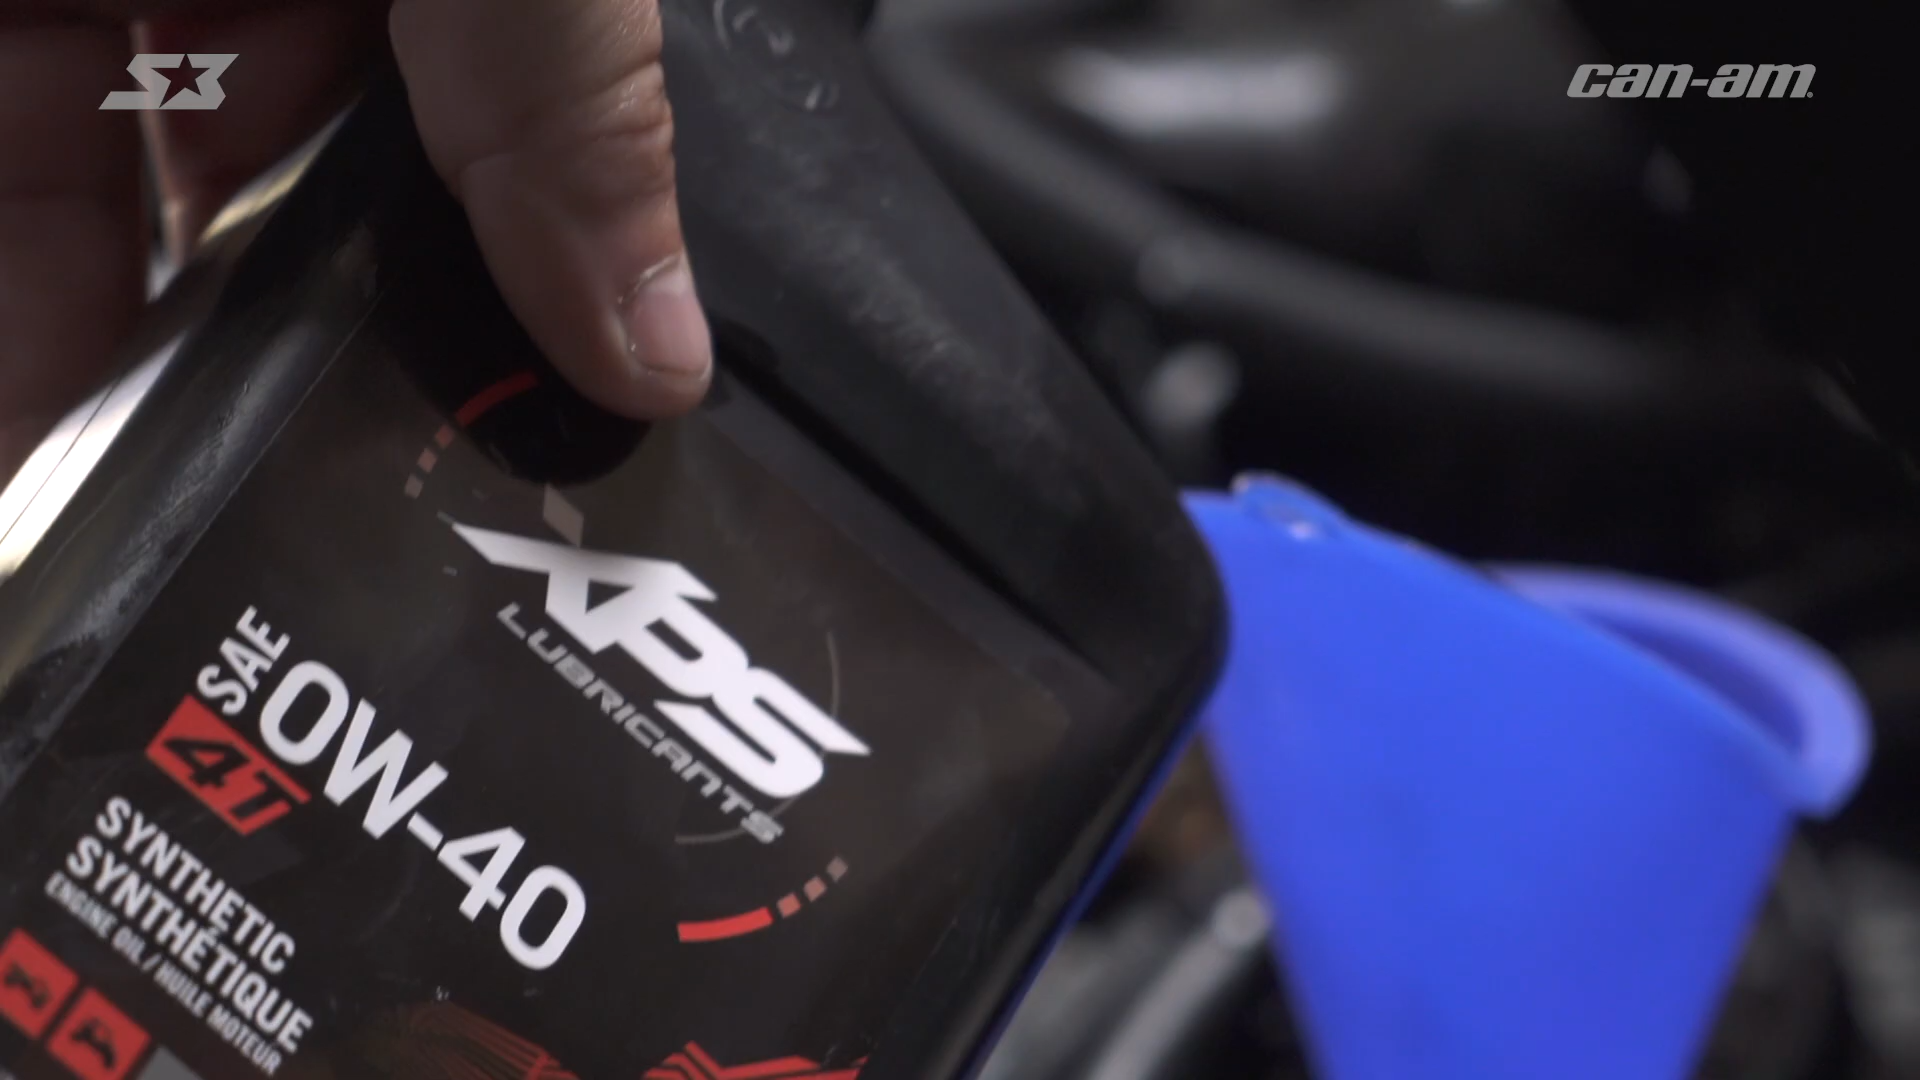 S3
can-am
XPS
LUBRICANTS
SAE
0W-40
4T
SYNTHETIC
SYNTHÉTIQUE
ENGINE OIL / HUILE MOTEUR